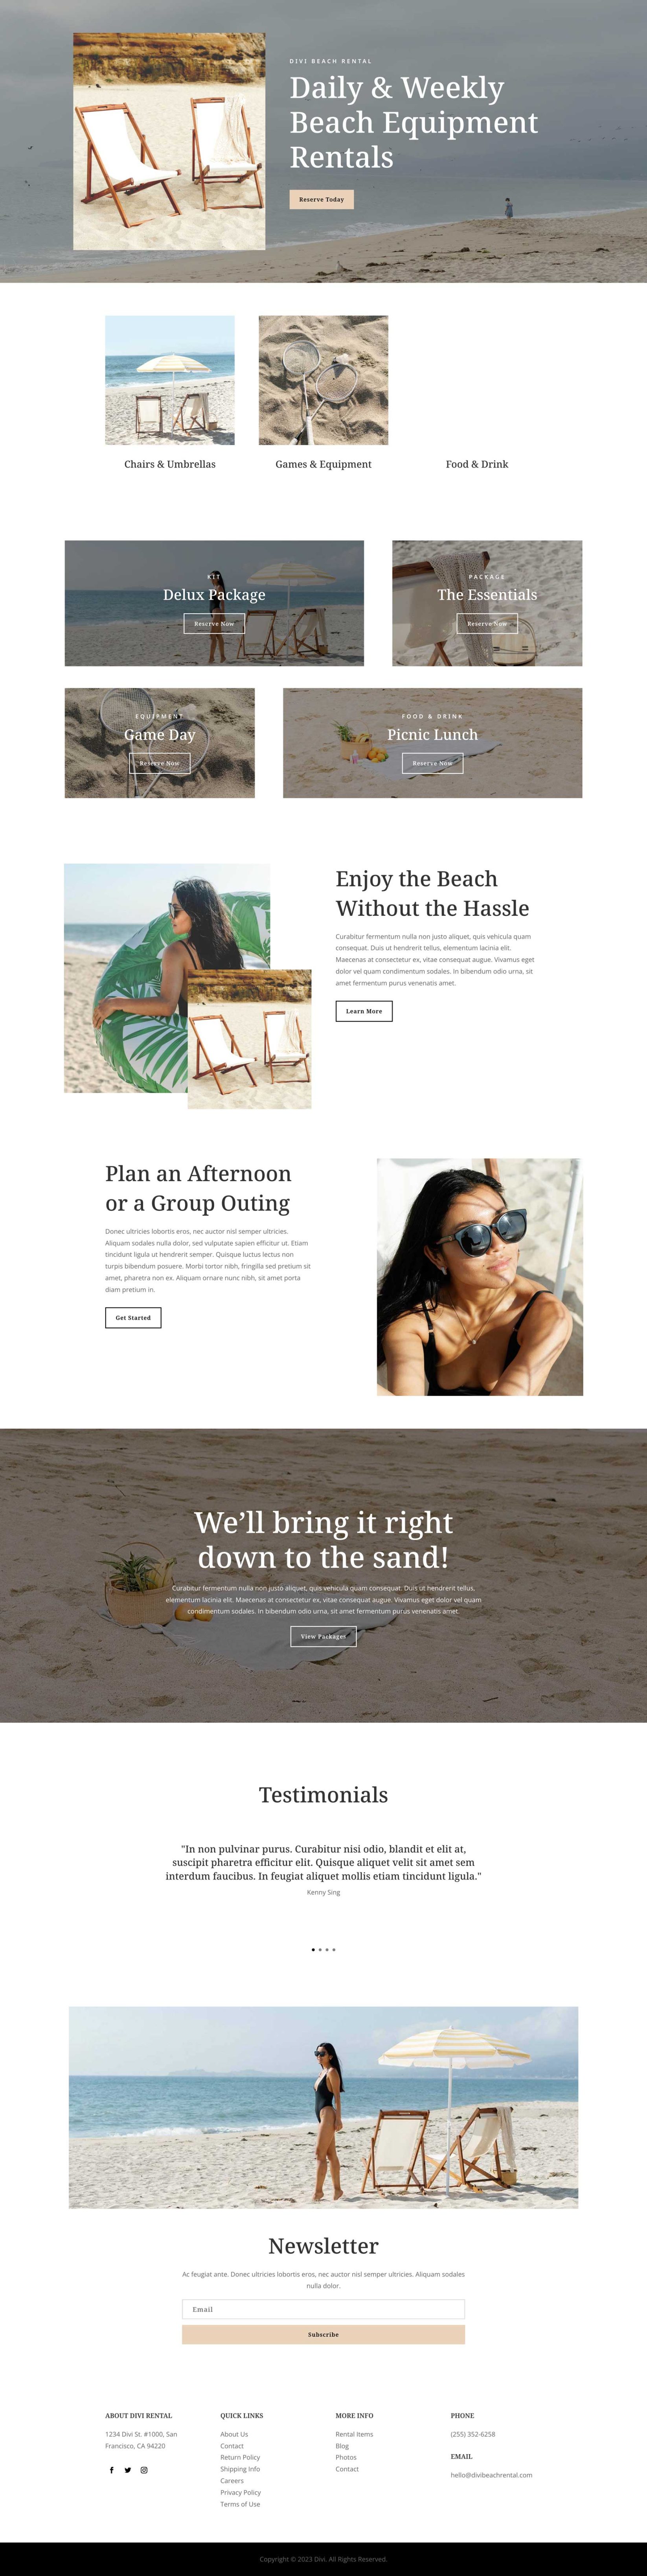 DIVI BEACH RENTAL
Daily & Weekly
Beach Equipment
Rentals
Reserve Today
Chairs & Umbrellas
Games & Equipment
Food & Drink
KIT
Delux Package
Reserve Now
PACKAGE
The Essentials
Reserve Now
EQUIPMENT
Game Day
Reserve Now
FOOD & DRINK
Picnic Lunch
Reserve Now
Enjoy the Beach
Without the Hassle
Curabitur fermentum nulla non justo aliquet, quis vehicula quam
consequat. Duis ut hendrerit tellus, elementum lacinia elit.
Maecenas at consectetur ex, vitae consequat augue. Vivamus eget
dolor vel quam condimentum sodales. In bibendum odio urna, sit
amet fermentum purus venenatis amet.
Learn More
Plan an Afternoon
or a Group Outing
Donec ultricies lobortis eros, nec auctor nisl semper ultricies.
Aliquam sodales nulla dolor, sed vulputate sapien efficitur ut. Etiam
tincidunt ligula ut hendrerit semper. Quisque luctus lectus non
turpis bibendum posuere. Morbi tortor nibh, fringilla sed pretium sit
amet, pharetra non ex. Aliquam ornare nunc nibh, sit amet porta
diam pretium in.
Get Started
We’ll bring it right
down to the sand!
Curabitur fermentum nulla non justo aliquet, quis vehicula quam consequat. Duis ut hendrerit tellus,
elementum lacinia elit. Maecenas at consectetur ex, vitae consequat augue. Vivamus eget dolor vel quam
condimentum sodales. In bibendum odio urna, sit amet fermentum purus venenatis amet.
View Packages
Testimonials
"In non pulvinar purus. Curabitur nisi odio, blandit et elit at,
suscipit pharetra efficitur elit. Quisque aliquet velit sit amet sem
interdum faucibus. In feugiat aliquet mollis etiam tincidunt ligula."
Kenny Sing
Newsletter
Ac feugiat ante. Donec ultricies lobortis eros, nec auctor nisl semper ultricies. Aliquam sodales
nulla dolor.
Email
Subscribe
ABOUT DIVI RENTAL
1234 Divi St. #1000, San
Francisco, CA 94220
QUICK LINKS
About Us
Contact
Return Policy
Shipping Info
Careers
Privacy Policy
Terms of Use
MORE INFO
Rental Items
Blog
Photos
Contact
PHONE
(255) 352-6258
EMAIL
hello@divibeachrental.com
Copyright © 2023 Divi. All Rights Reserved.